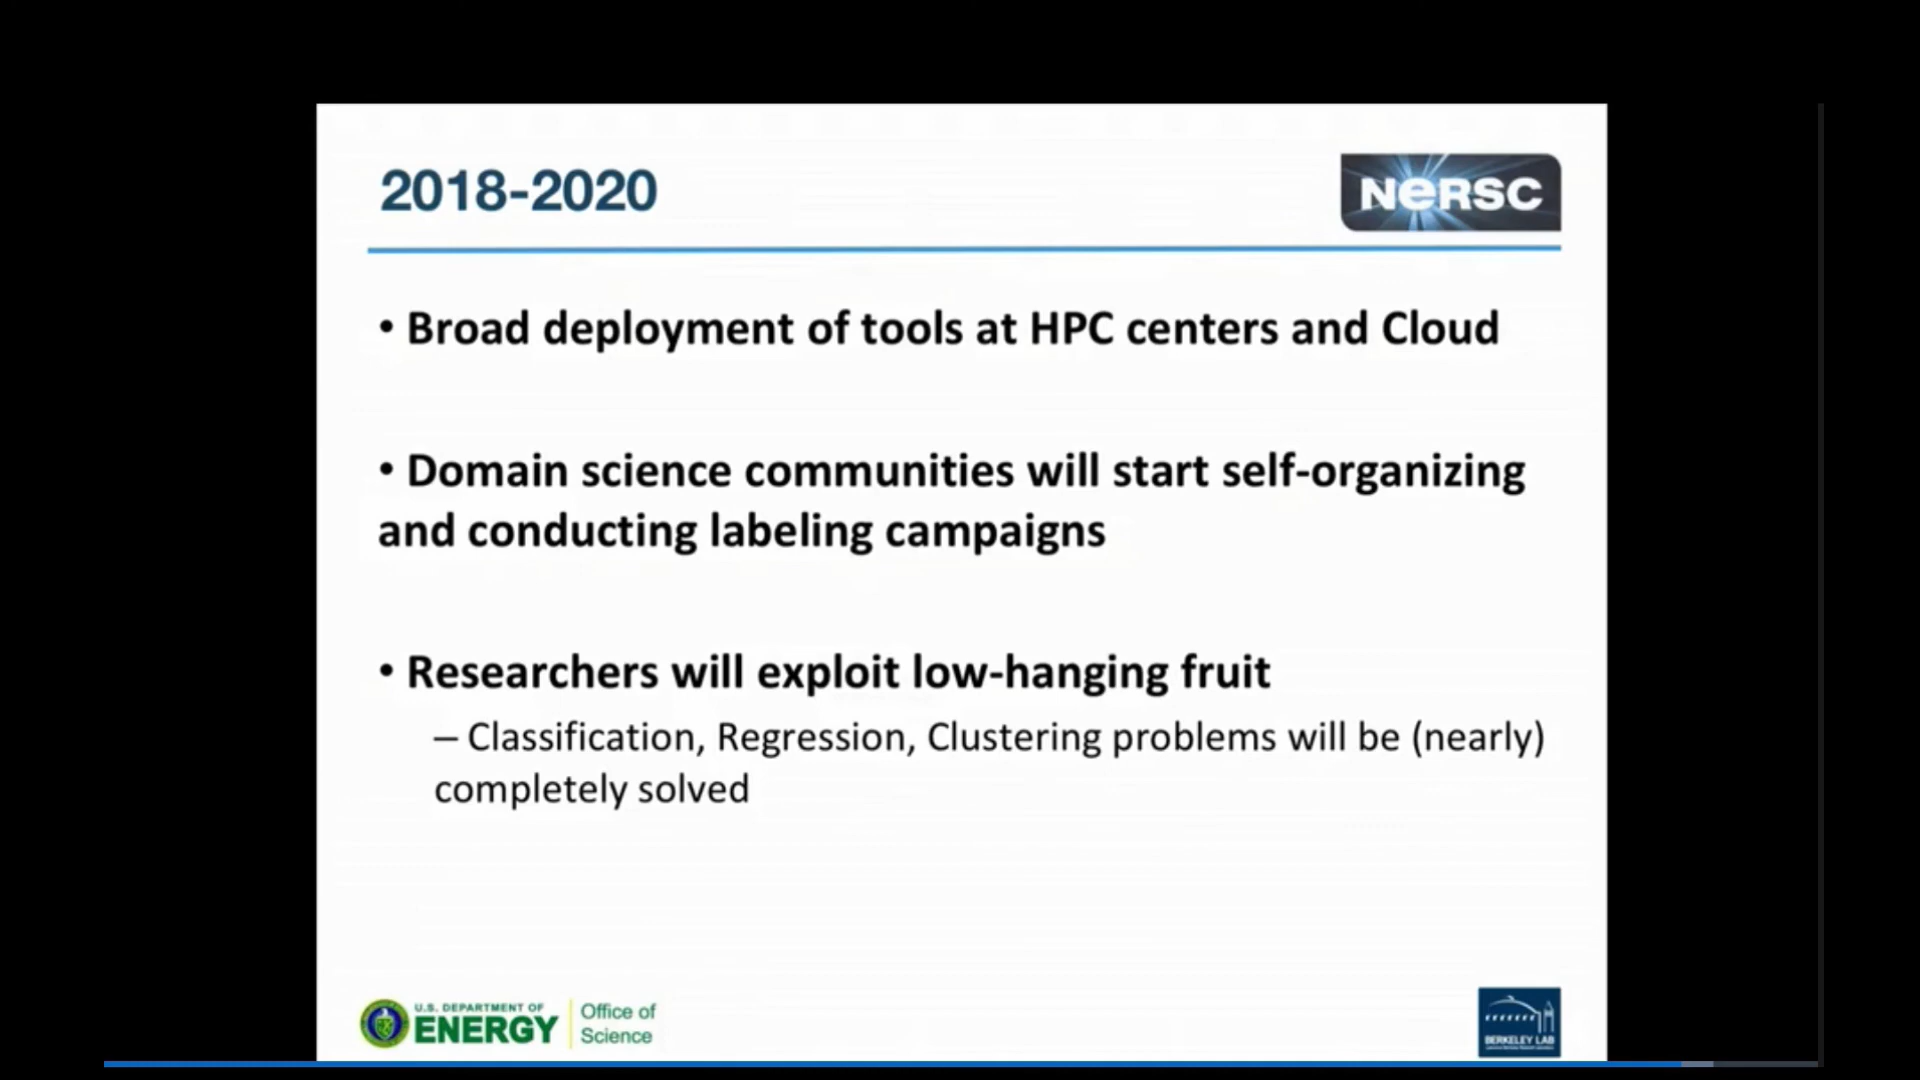 2018-2020
NERSC
• Broad deployment of tools at HPC centers and Cloud
• Domain science communities will start self-organizing
and conducting labeling campaigns
• Researchers will exploit low-hanging fruit
– Classification, Regression, Clustering problems will be (nearly)
completely solved
U.S. DEPARTMENT OF
ENERGY
Office of
Science
BERKELEY LAB